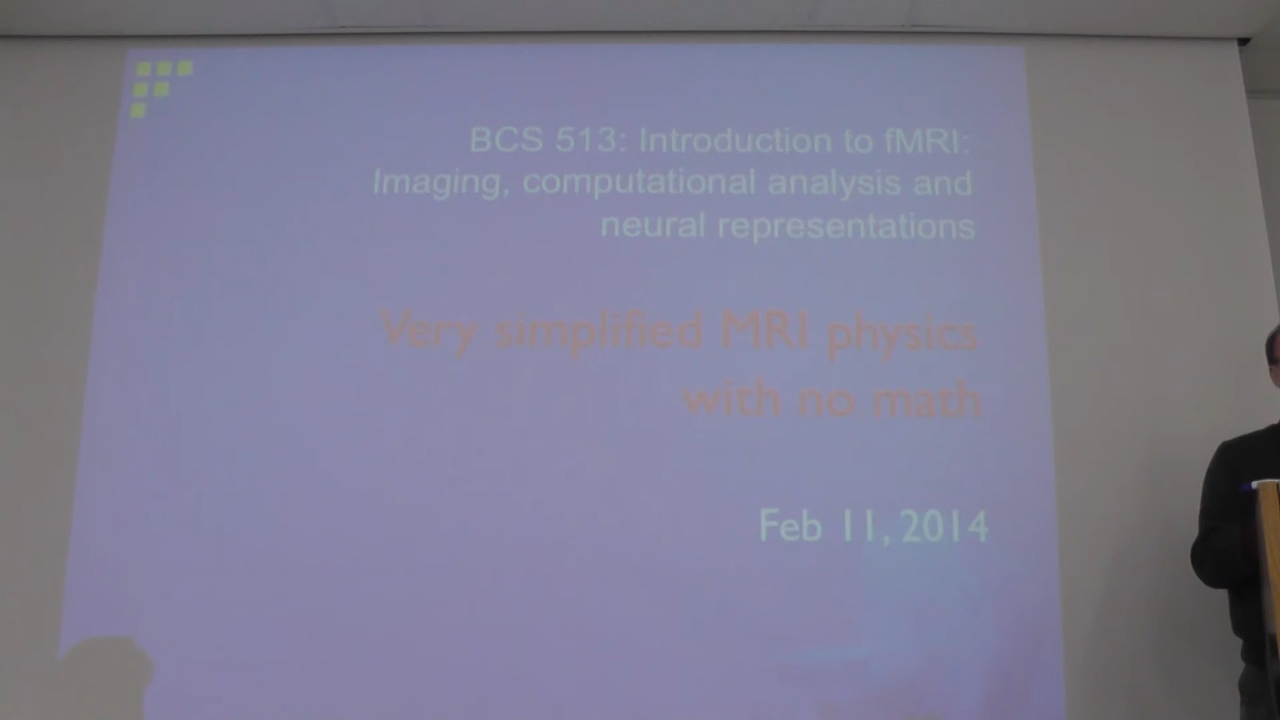 BCS 513: Introduction to fMRI:
Imaging, computational analysis and
neural representations
Very simplified MRI physics
with no math
Feb 11, 2014